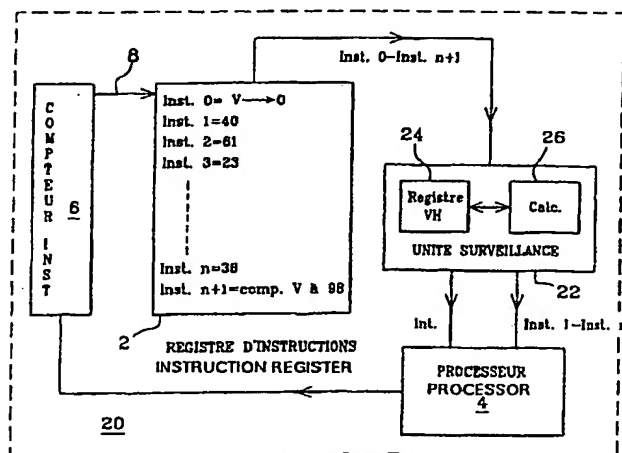 8
Inst. 0-Inst. n+1
COMPTEUR INST
6
Inst. 0= V→0
Inst. 1=40
Inst. 2=61
Inst. 3=23
Inst. n=38
Inst. n+1=comp. V à 98
2
24
26
Registre
VH
Calc.
UNITE SURVEILLANCE
22
Int.
Inst. 1-Inst. n
REGISTRE D'INSTRUCTIONS
INSTRUCTION REGISTER
PROCESSEUR
PROCESSOR
4
20